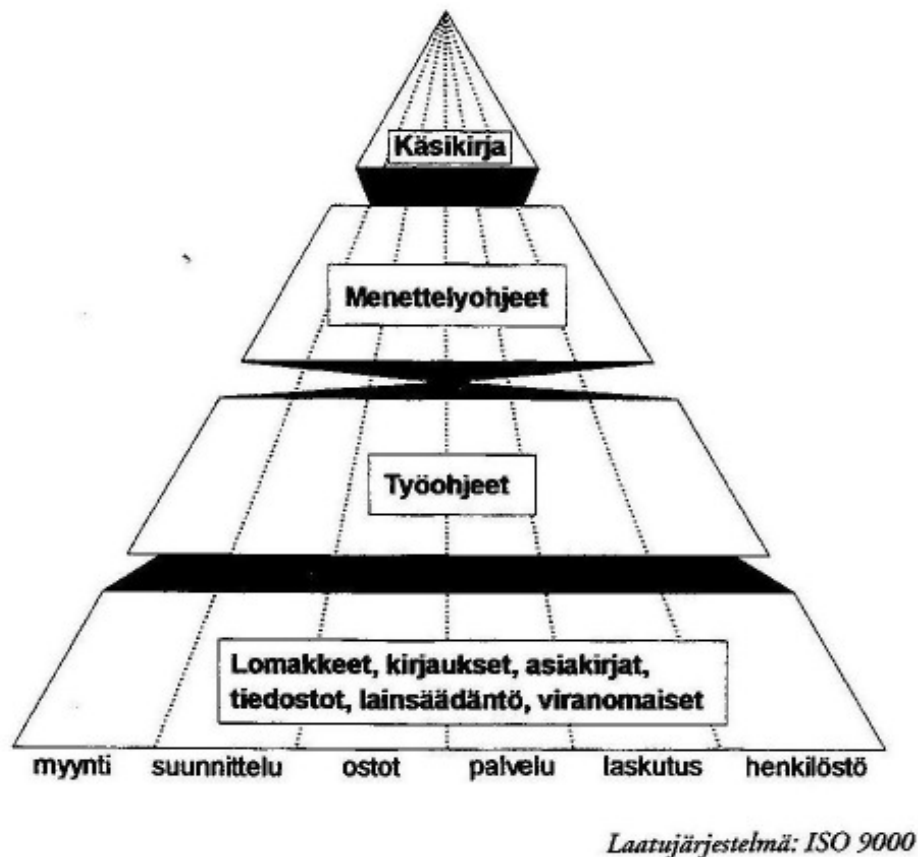 Käsikirja
Menettelyohjeet
Työohjeet
Lomakkeet, kirjaukset, asiakirjat,
tiedostot, lainsäädäntö, viranomaiset
myynti suunnittelu ostot palvelu laskutus henkilöstö
Laatujärjestelmä: ISO 9000